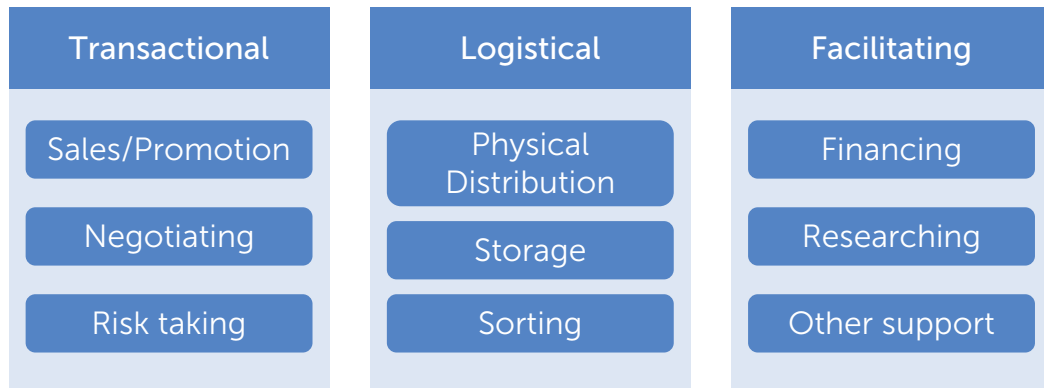 Transactional
Sales/Promotion
Negotiating
Risk taking
Logistical
Physical
Distribution
Storage
Sorting
Facilitating
Financing
Researching
Other support